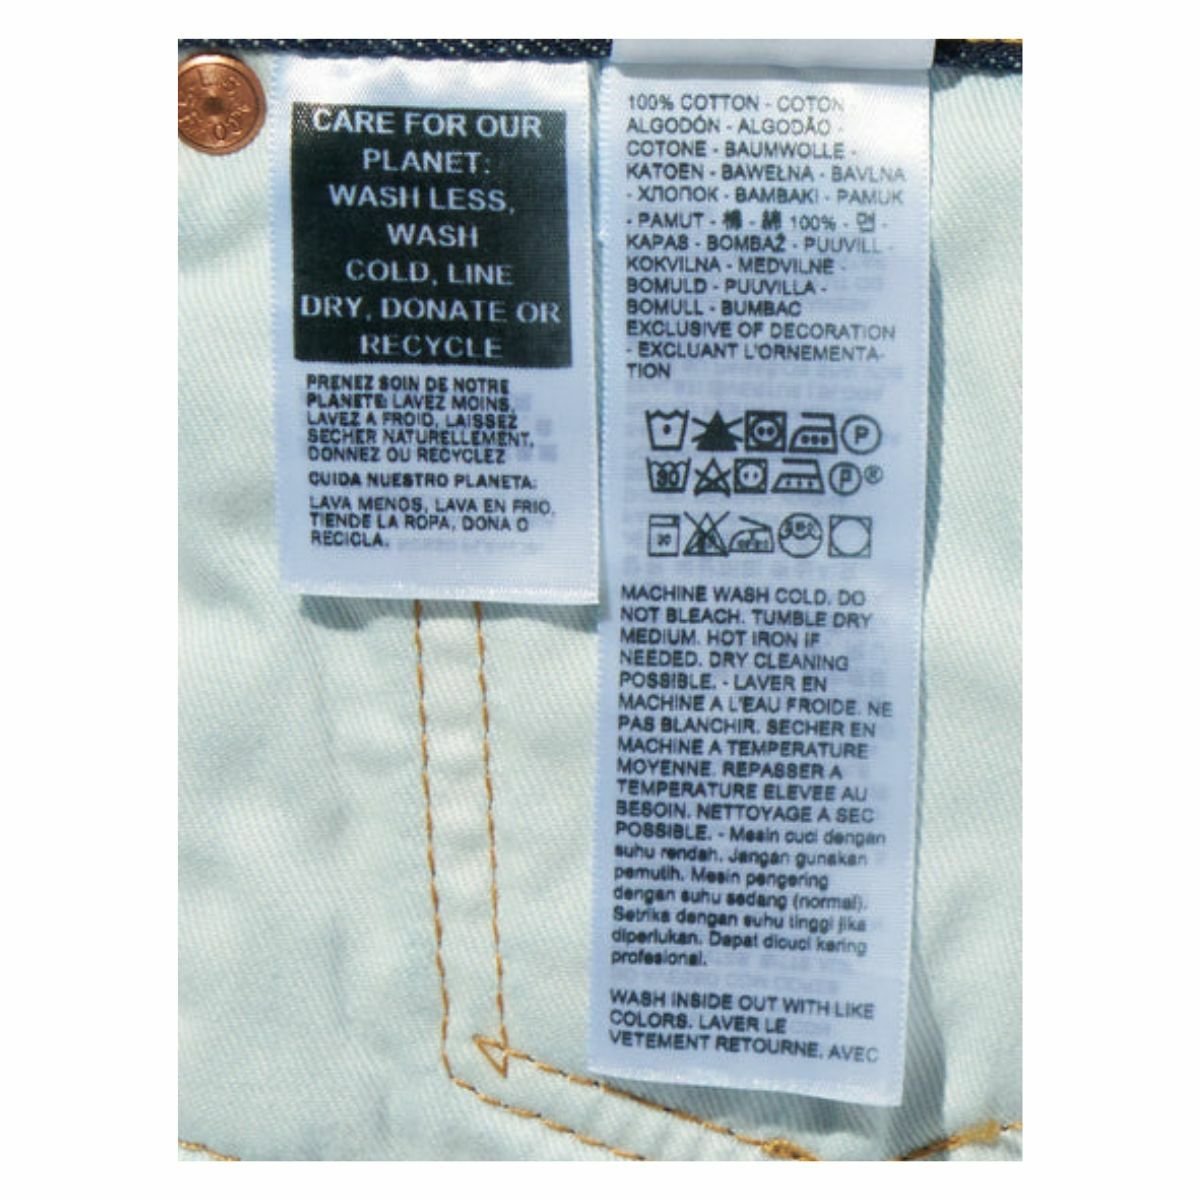 CARE FOR OUR
PLANET:
WASH LESS,
WASH
COLD, LINE
DRY, DONATE OR
RECYCLE
PRENEZ SOIN DE NOTRE
PLANETE: LAVEZ MOINS,
LAVEZ A FROID, LAISSEZ
SECHER NATURELLEMENT,
DONNEZ OU RECYCLEZ
CUIDA NUESTRO PLANETA:
LAVA MENOS, LAVA EN FRIO,
TIENDE LA ROPA, DONA O
RECICLA.
100% COTTON - COTON -
ALGODÓN - ALGODÃO -
COTONE - BAUMWOLLE -
KATOEN - BAWEŁNA - BAVLNA
- ХЛОПОК - BAMBAKI - PAMUK
- PAMUT - 棉 - 綿 100% - 면 -
KAPAS - BOMBAŽ - PUUVILL -
KOKVILNA - MEDVILNE -
BOMULD - PUUVILLA -
BOMULL - BUMBAC
EXCLUSIVE OF DECORATION
- EXCLUANT L'ORNEMENTA-
TION
P
30 P®
MACHINE WASH COLD. DO
NOT BLEACH. TUMBLE DRY
MEDIUM. HOT IRON IF
NEEDED. DRY CLEANING
POSSIBLE. - LAVER EN
MACHINE A L'EAU FROIDE. NE
PAS BLANCHIR. SECHER EN
MACHINE A TEMPERATURE
MOYENNE. REPASSER A
TEMPERATURE ELEVEE AU
BESOIN. NETTOYAGE A SEC
POSSIBLE. - Mesin cuci dengan
suhu rendah. Jangan gunakan
pemutih. Mesin pengering
dengan suhu sedang (normal).
Setrika dengan suhu tinggi jika
diperlukan. Dapat dicuci kering
profesional.
WASH INSIDE OUT WITH LIKE
COLORS. LAVER LE
VETEMENT RETOURNE, AVEC